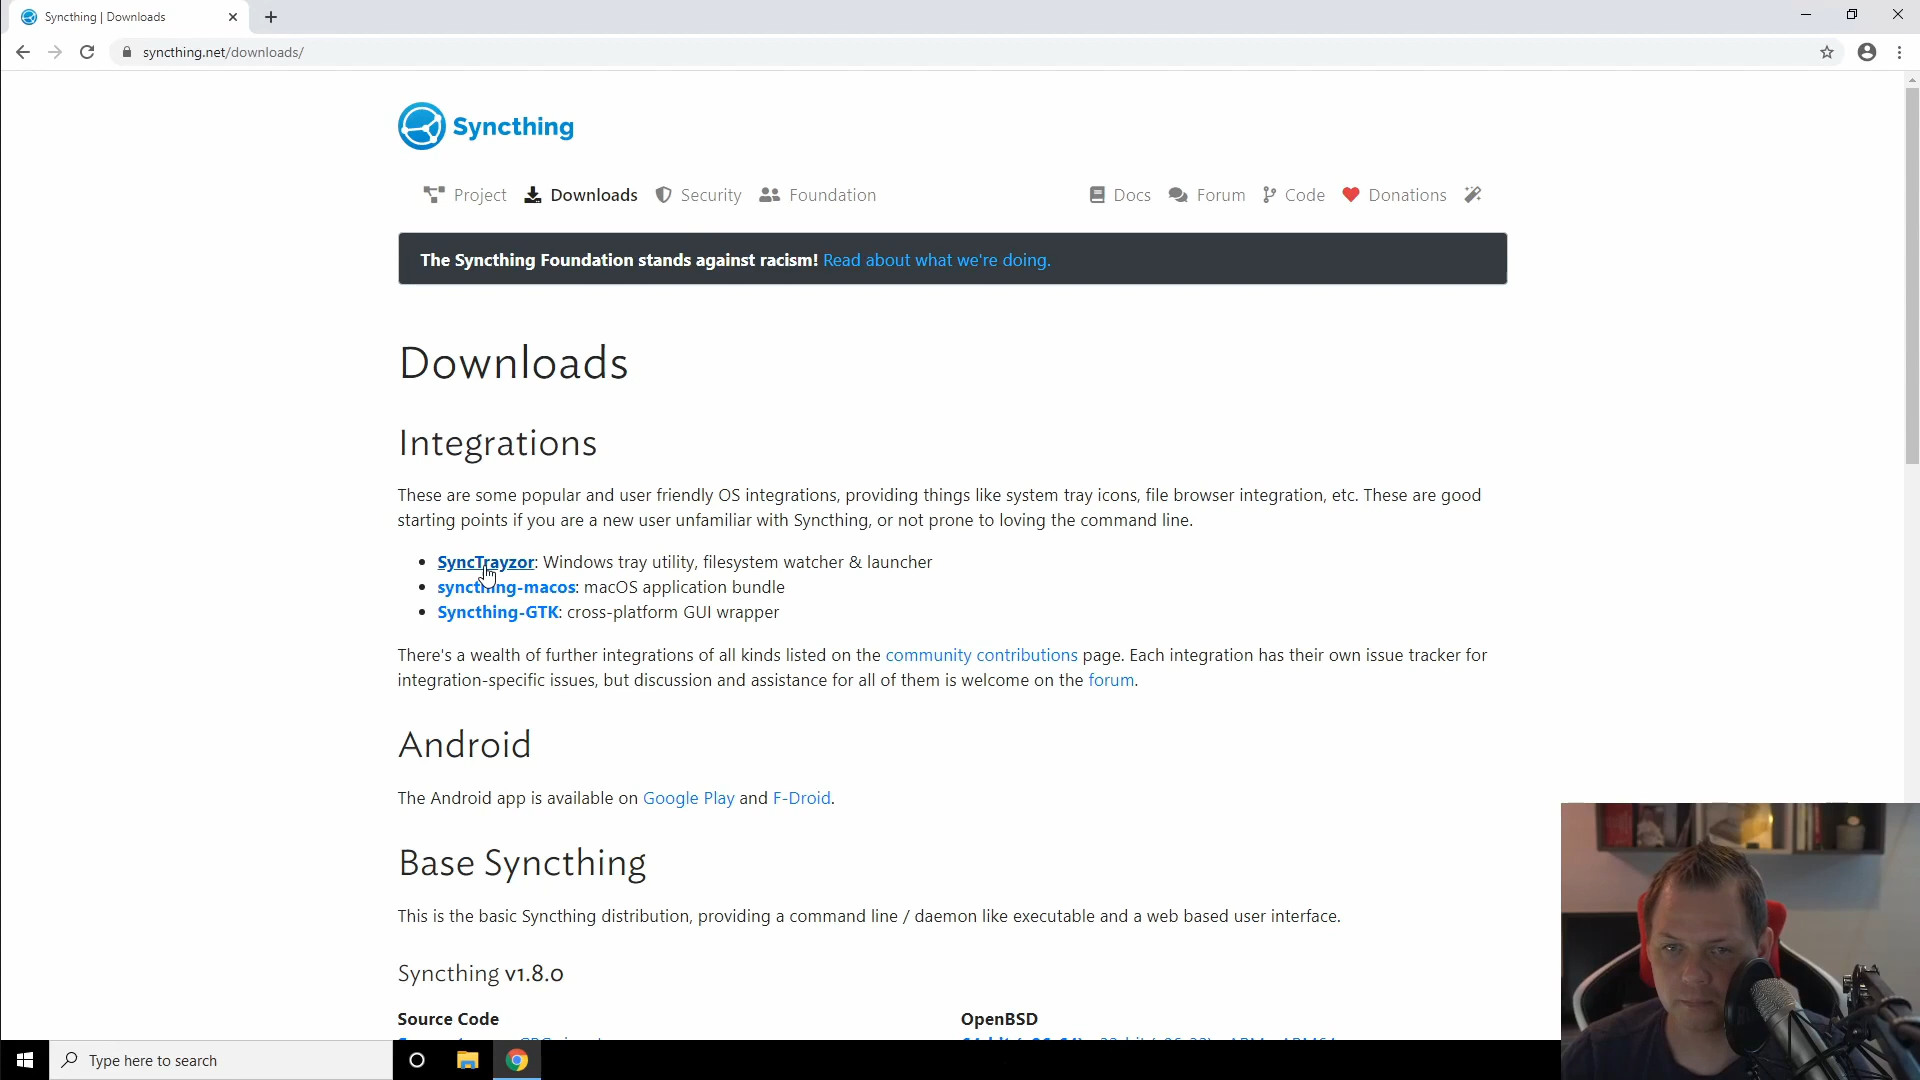 Syncthing | Downloads
syncthing.net/downloads/
Syncthing
Project Downloads Security Foundation Docs Forum Code Donations
The Syncthing Foundation stands against racism! Read about what we're doing.
Downloads
Integrations
These are some popular and user friendly OS integrations, providing things like system tray icons, file browser integration, etc. These are good
starting points if you are a new user unfamiliar with Syncthing, or not prone to loving the command line.
• SyncTrayzor: Windows tray utility, filesystem watcher & launcher
• syncthing-macos: macOS application bundle
• Syncthing-GTK: cross-platform GUI wrapper
There's a wealth of further integrations of all kinds listed on the community contributions page. Each integration has their own issue tracker for
integration-specific issues, but discussion and assistance for all of them is welcome on the forum.
Android
The Android app is available on Google Play and F-Droid.
Base Syncthing
This is the basic Syncthing distribution, providing a command line / daemon like executable and a web based user interface.
Syncthing v1.8.0
Source Code OpenBSD
Type here to search